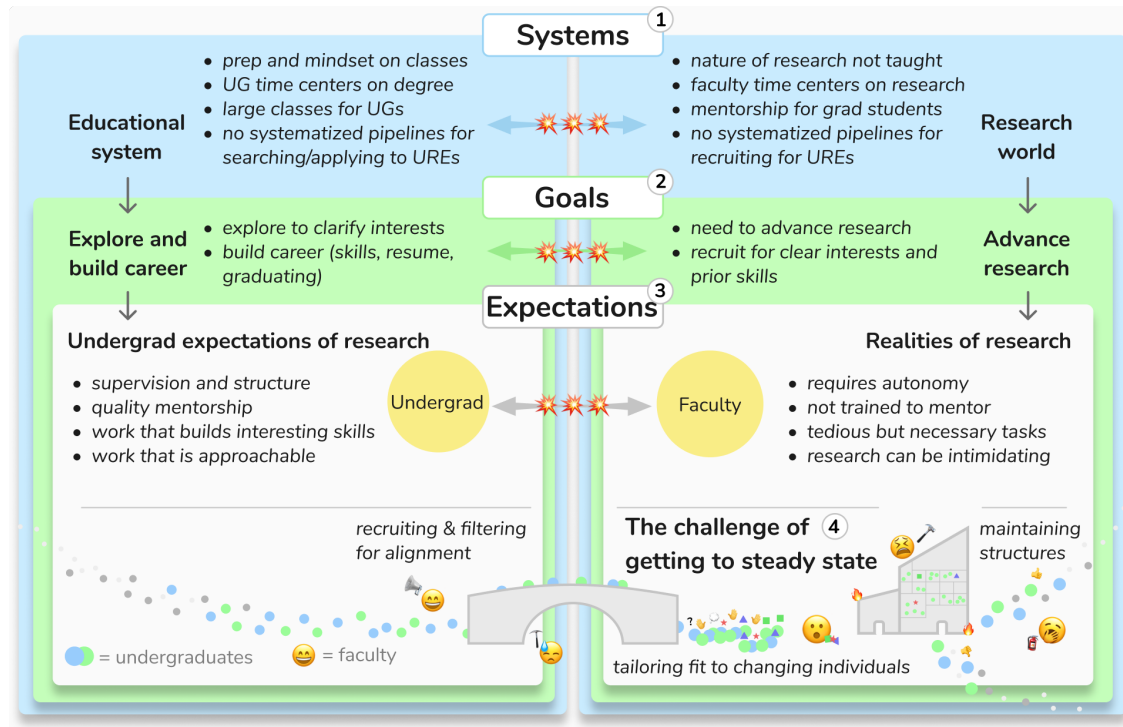 Systems
1
Educational
system
• prep and mindset on classes
• UG time centers on degree
• large classes for UGs
• no systematized pipelines for
searching/applying to UREs
• nature of research not taught
• faculty time centers on research
• mentorship for grad students
• no systematized pipelines for
recruiting for UREs
Research
world
Goals
2
Explore and
build career
• explore to clarify interests
• build career (skills, resume,
graduating)
• need to advance research
• recruit for clear interests and
prior skills
Advance
research
Expectations
3
Undergrad expectations of research
• supervision and structure
• quality mentorship
• work that builds interesting skills
• work that is approachable
Undergrad
Faculty
Realities of research
• requires autonomy
• not trained to mentor
• tedious but necessary tasks
• research can be intimidating
recruiting & filtering
for alignment
The challenge of
4
getting to steady state
maintaining
structures
?
= undergraduates
= faculty
tailoring fit to changing individuals